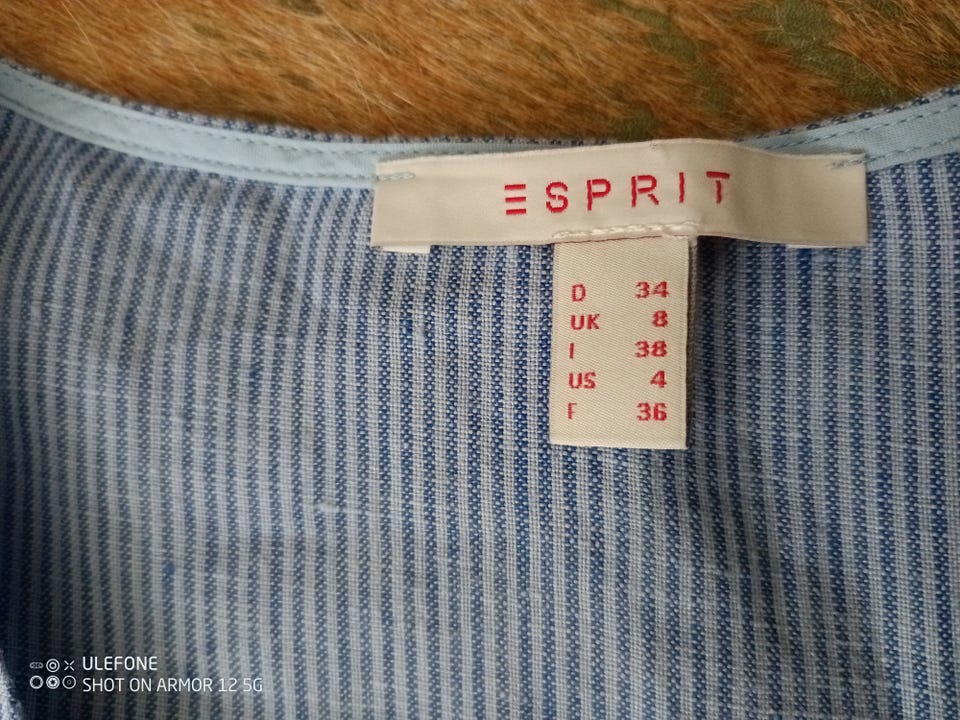 ESPRIT
D 34
UK 8
I 38
US 4
F 36
ULEFONE
SHOT ON ARMOR 12 5G